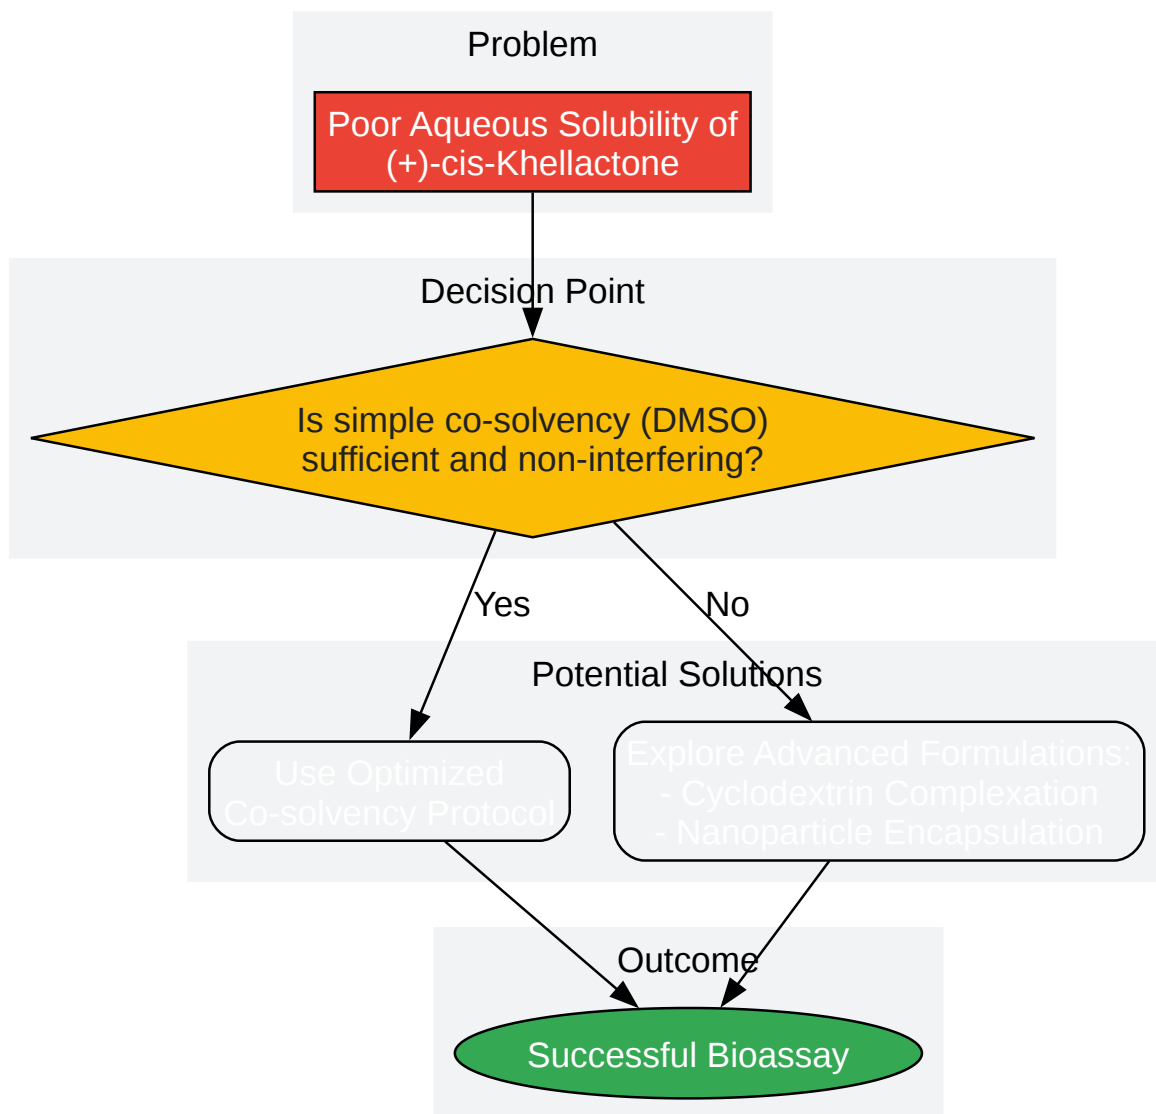 Problem
Poor Aqueous Solubility of
(+)-cis-Khellactone
Decision Point
Is simple co-solvency (DMSO)
sufficient and non-interfering?
Yes
No
Potential Solutions
Use Optimized
Co-solvency Protocol
Explore Advanced Formulations:
- Cyclodextrin Complexation
- Nanoparticle Encapsulation
Outcome
Successful Bioassay